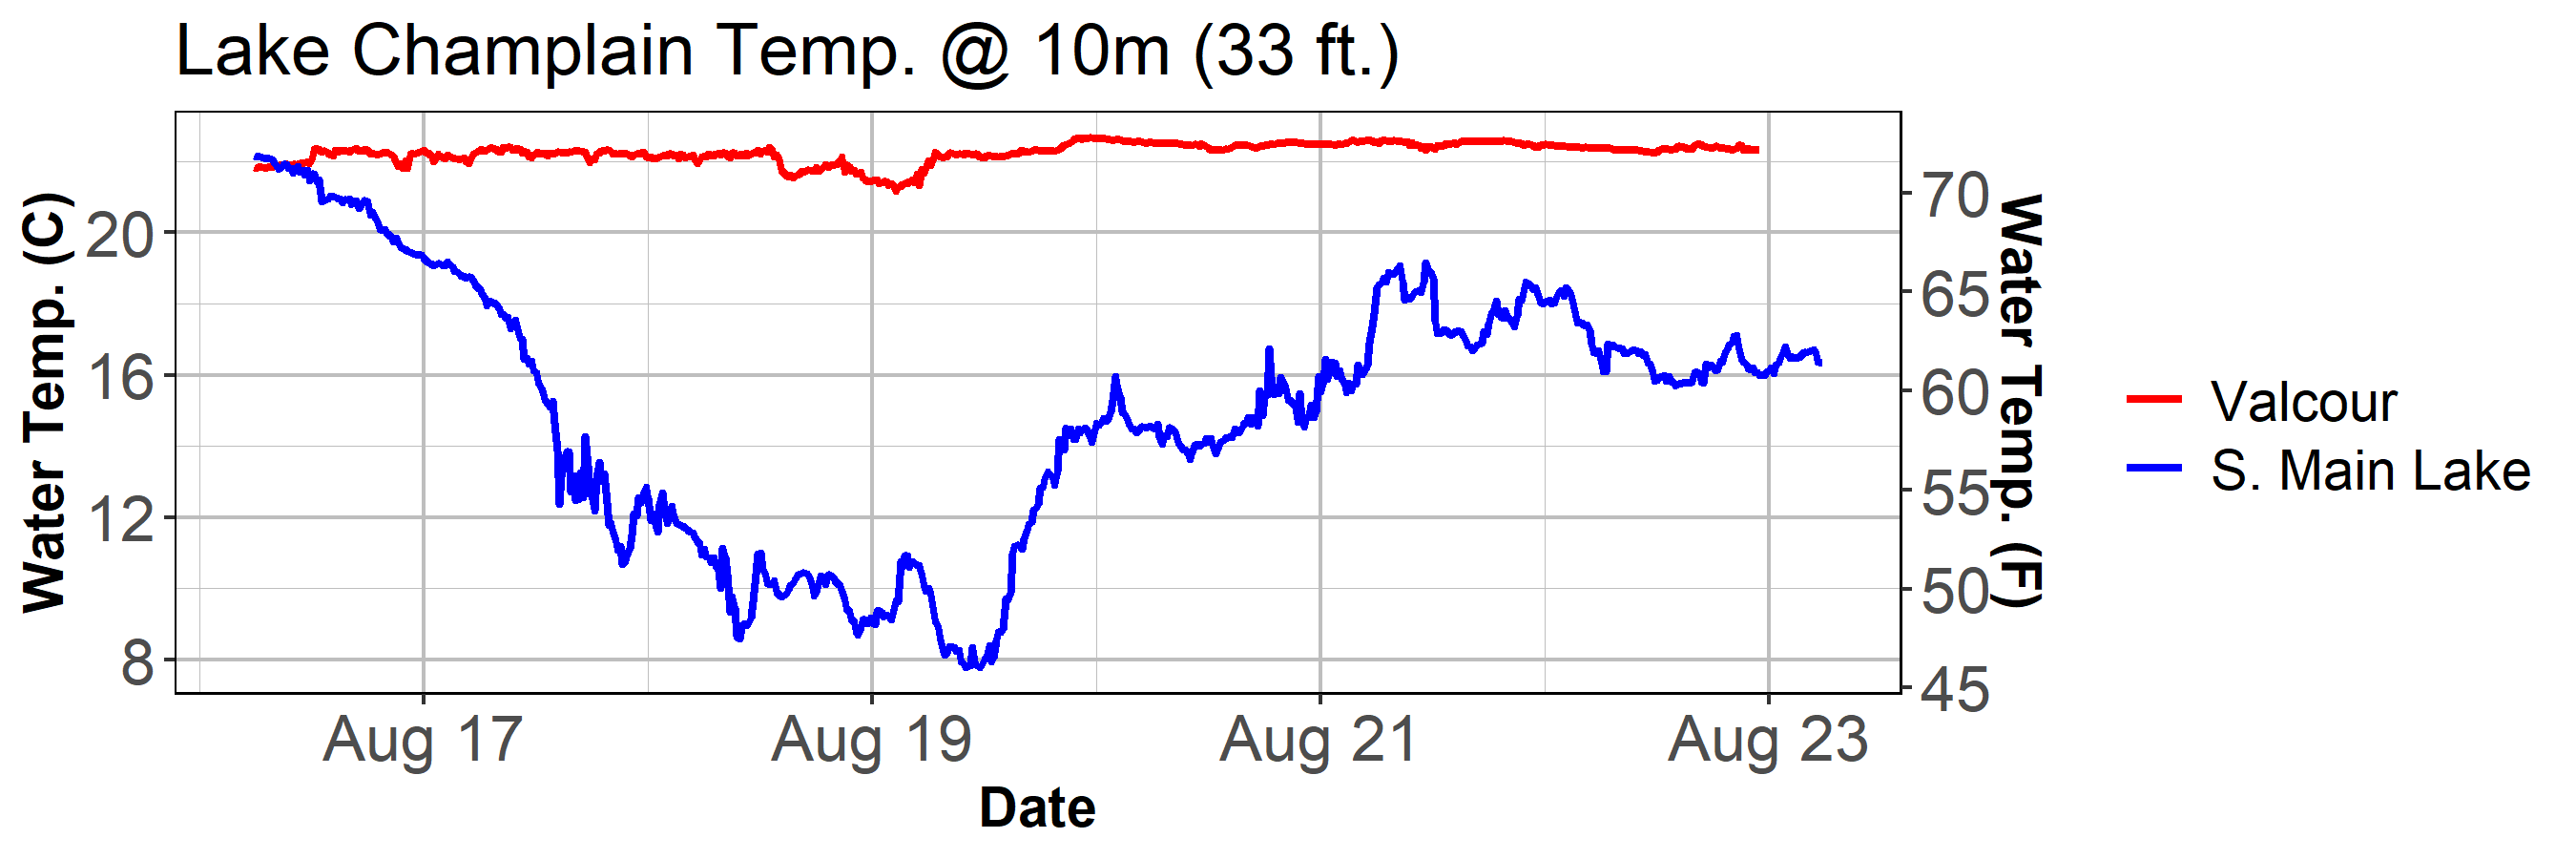 Lake Champlain Temp. @ 10m (33 ft.)
Water Temp. (C)
20
16
12
8
70
65
60
55
50
45
Water Temp. (F)
Aug 17
Aug 19
Aug 21
Aug 23
Date
Valcour
S. Main Lake